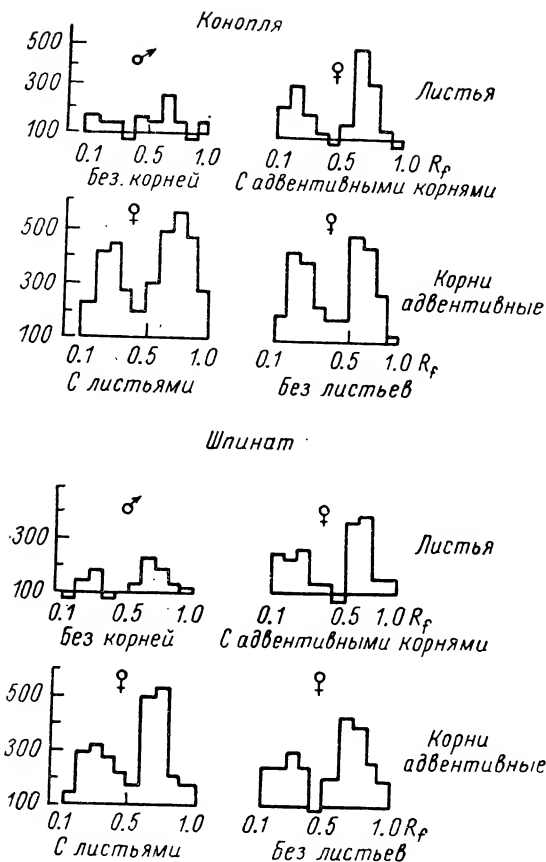 Конопля
500
300
100
♂
♀
Листья
0.1 0.5 1.0
0.1 0.5 1.0 Rf
Без. корней
С адвентивными корнями
500
300
100
♀
♀
Корни
адвентивные
0.1 0.5 1.0
0.1 0.5 1.0 Rf
С листьями
Без листьев
Шпинат
300
100
♂
♀
Листья
0.1 0.5 1.0
0.1 0.5 1.0 Rf
Без корней
С адвентивными корнями
500
300
100
♀
♀
Корни
адвентивные
0.1 0.5 1.0
0.1 0.5 1.0 Rf
С листьями
Без листьев